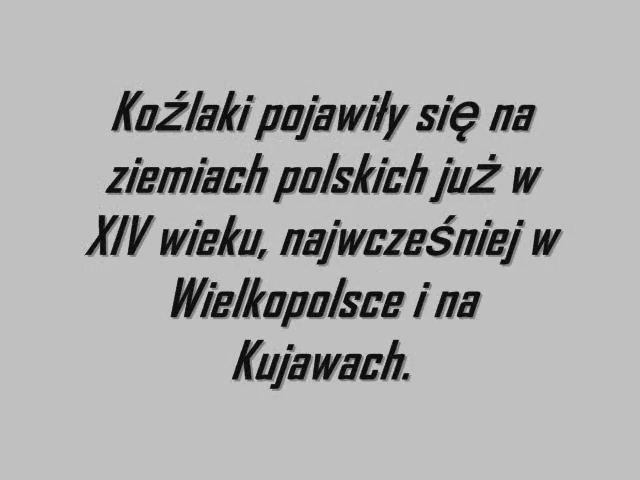 Koźlaki pojawiły się na
ziemiach polskich już w
XIV wieku, najwcześniej w
Wielkopolsce i na
Kujawach.